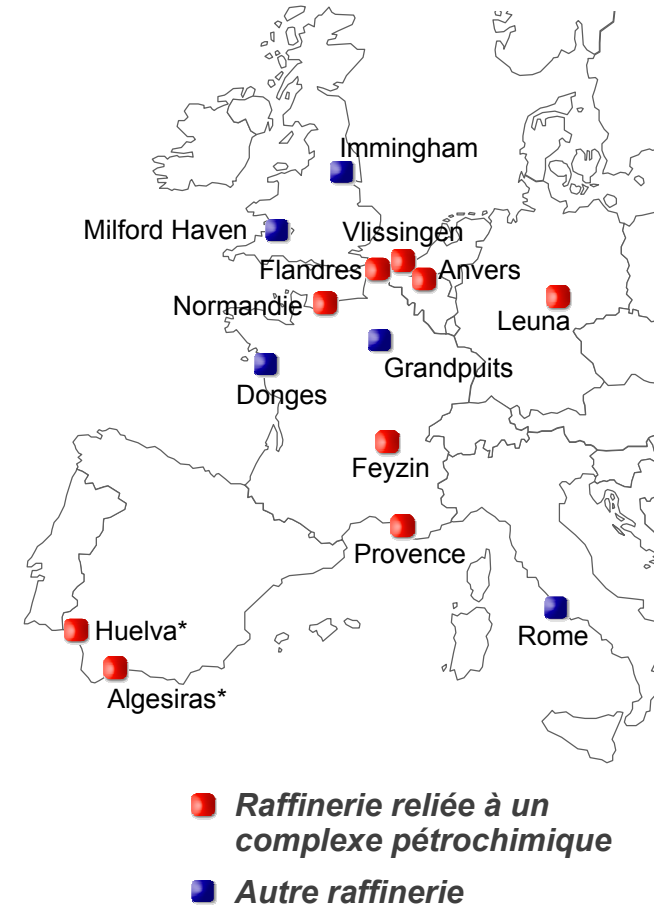 Immingham
Milford Haven
Vlissingen
Flandres
Anvers
Normandie
Leuna
Grandpuits
Donges
Feyzin
Provence
Huelva*
Rome
Algesiras*
Raffinerie reliée à un
complexe pétrochimique
Autre raffinerie